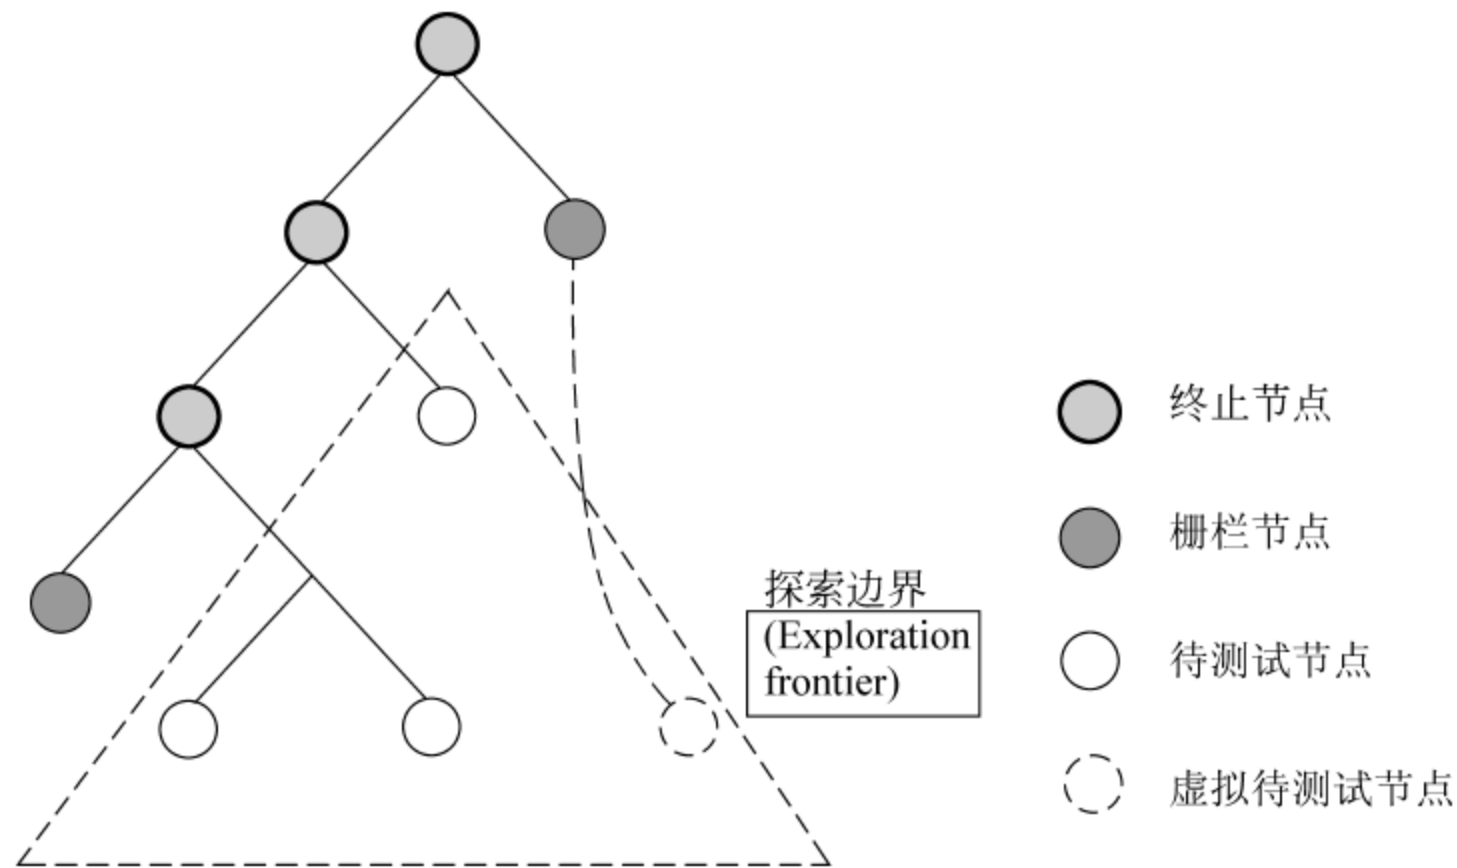 终止节点
栅栏节点
探索边界
(Exploration
frontier)
待测试节点
虚拟待测试节点